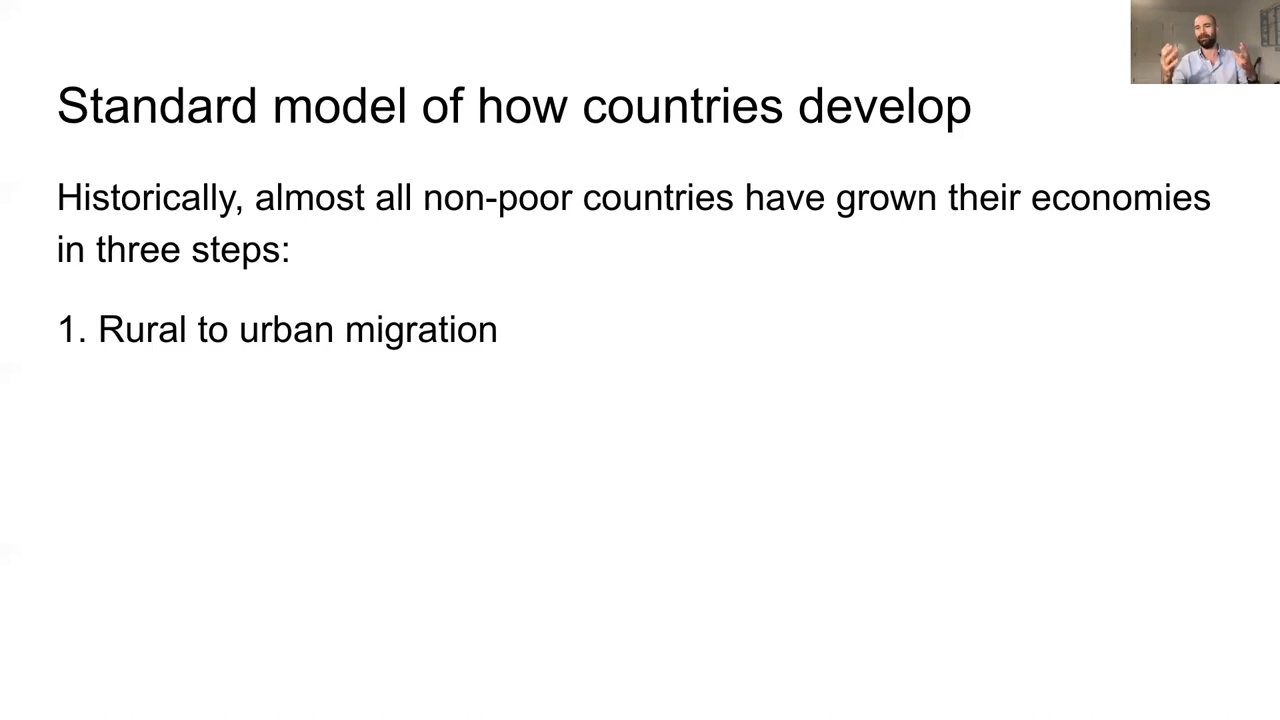 Standard model of how countries develop
Historically, almost all non-poor countries have grown their economies
in three steps:
1. Rural to urban migration